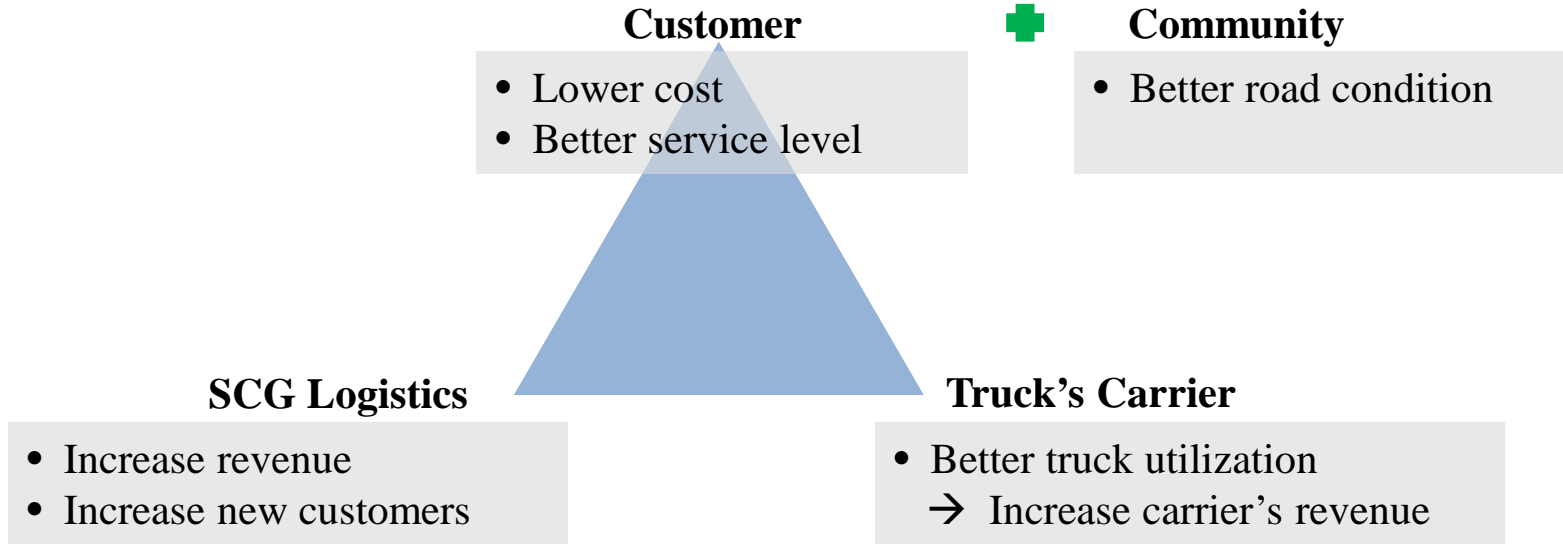 Customer
Community
• Lower cost
• Better service level
• Better road condition
SCG Logistics
• Increase revenue
• Increase new customers
Truck's Carrier
• Better truck utilization
→ Increase carrier's revenue